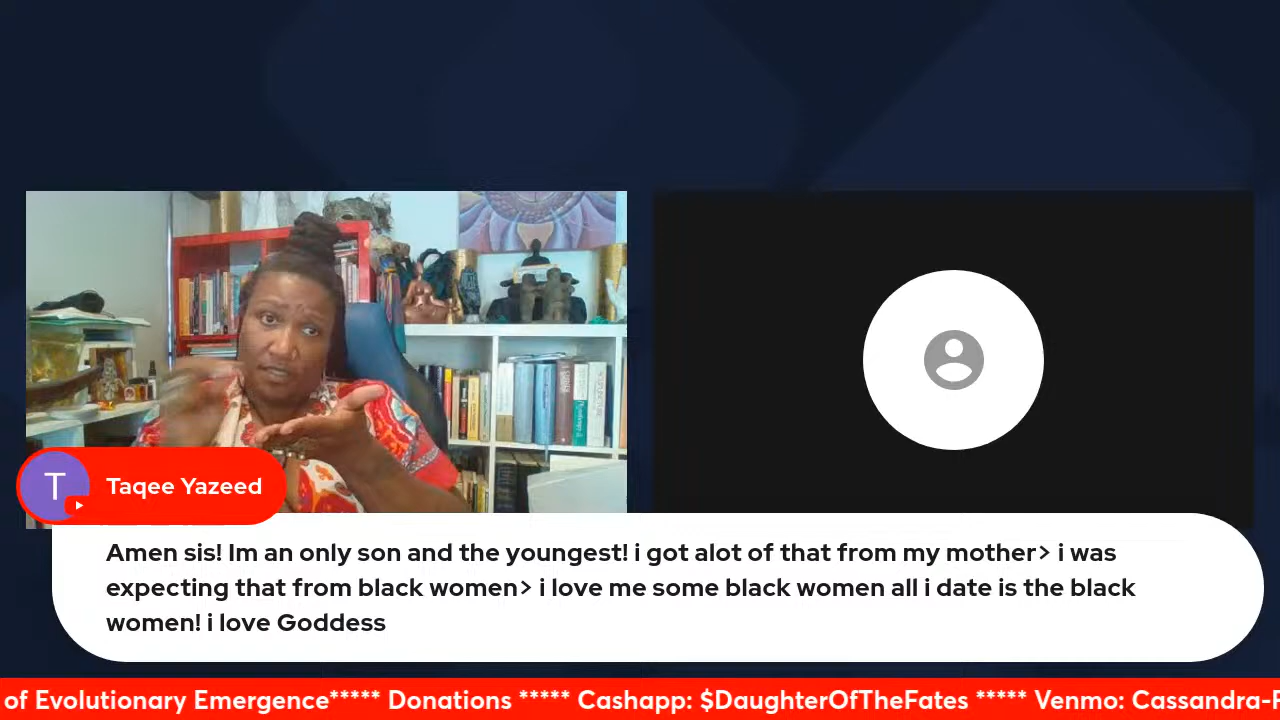 T
Taqee Yazeed
Amen sis! Im an only son and the youngest! i got alot of that from my mother> i was
expecting that from black women> i love me some black women all i date is the black
women! i love Goddess
of Evolutionary Emergence***** Donations ***** Cashapp: $DaughterOfTheFates ***** Venmo: Cassandra-